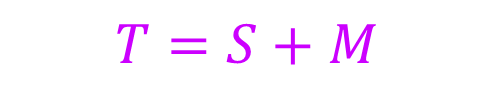 T = S + M